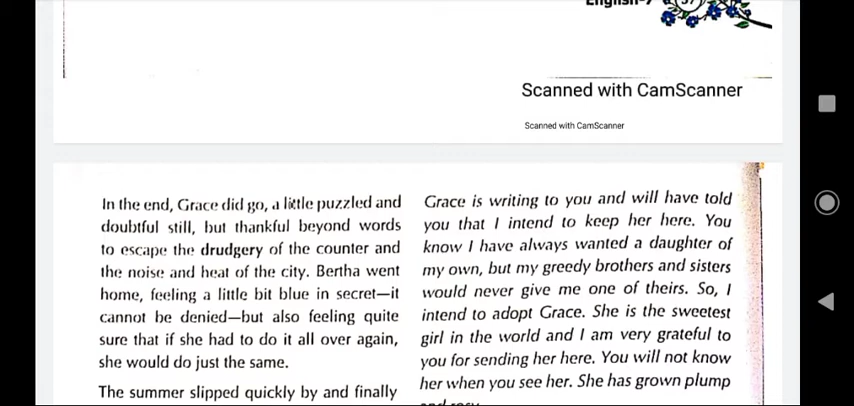 English-7
Scanned with CamScanner
Scanned with CamScanner
In the end, Grace did go, a little puzzled and
doubtful still, but thankful beyond words
to escape the drudgery of the counter and
the noise and heat of the city. Bertha went
home, feeling a little bit blue in secret—it
cannot be denied—but also feeling quite
sure that if she had to do it all over again,
she would do just the same.
The summer slipped quickly by and finally
Grace is writing to you and will have told
you that I intend to keep her here. You
know I have always wanted a daughter of
my own, but my greedy brothers and sisters
would never give me one of theirs. So, I
intend to adopt Grace. She is the sweetest
girl in the world and I am very grateful to
you for sending her here. You will not know
her when you see her. She has grown plump